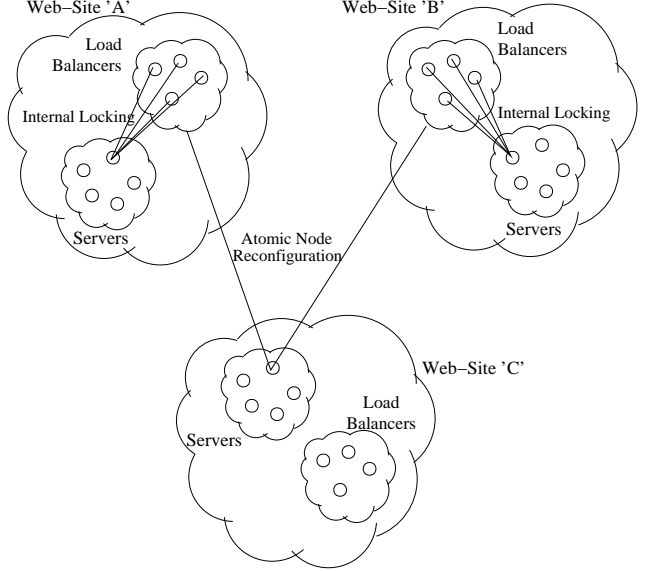 Web−Site 'A'
Web−Site 'B'
Load
Balancers
Load
Balancers
Internal Locking
Internal Locking
Servers
Servers
Atomic Node
Reconfiguration
Web−Site 'C'
Load
Balancers
Servers